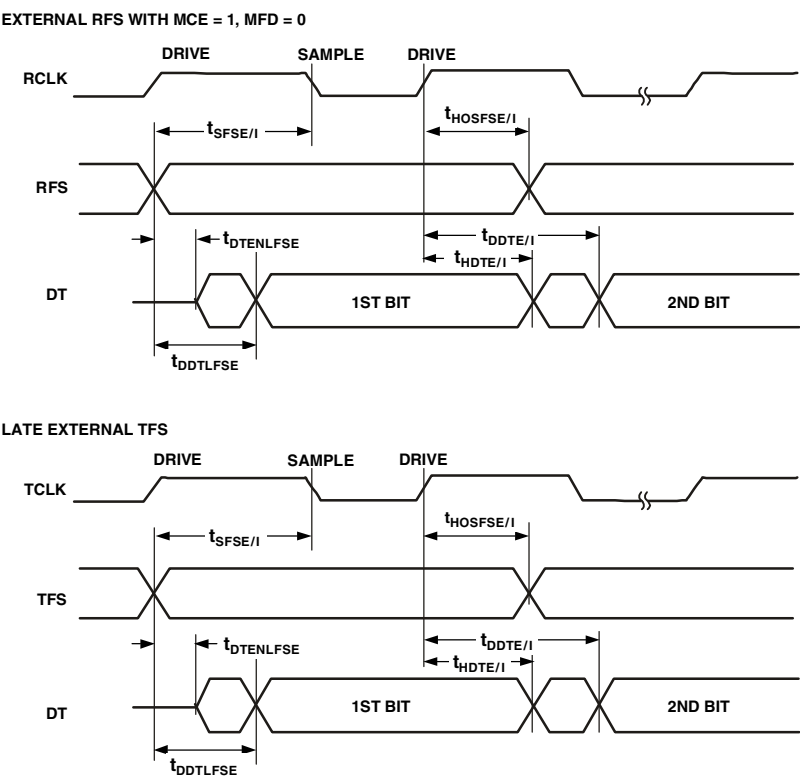 EXTERNAL RFS WITH MCE = 1, MFD = 0
DRIVE SAMPLE DRIVE
RCLK
tSFSE/I
tHOSFSE/I
RFS
tDDTE/I
tDTENLFSE
tHDTE/I
DT
1ST BIT 2ND BIT
tDDTLFSE
LATE EXTERNAL TFS
DRIVE SAMPLE DRIVE
TCLK
tHOSFSE/I
tSFSE/I
TFS
tDDTE/I
tDTENLFSE
tHDTE/I
DT
1ST BIT 2ND BIT
tDDTLFSE